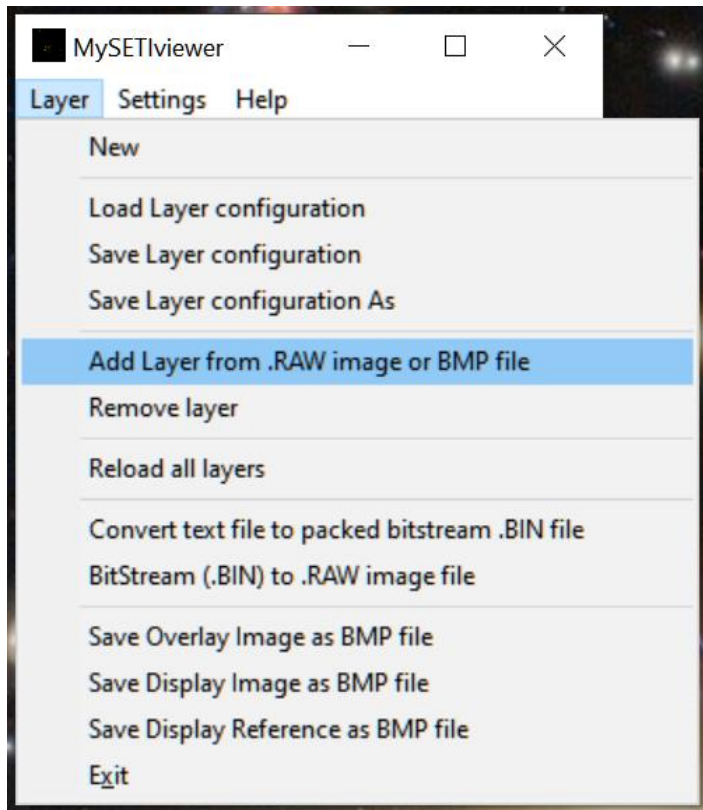 MySETIviewer
Layer Settings Help
New
Load Layer configuration
Save Layer configuration
Save Layer configuration As
Add Layer from .RAW image or BMP file
Remove layer
Reload all layers
Convert text file to packed bitstream .BIN file
BitStream (.BIN) to .RAW image file
Save Overlay Image as BMP file
Save Display Image as BMP file
Save Display Reference as BMP file
Exit